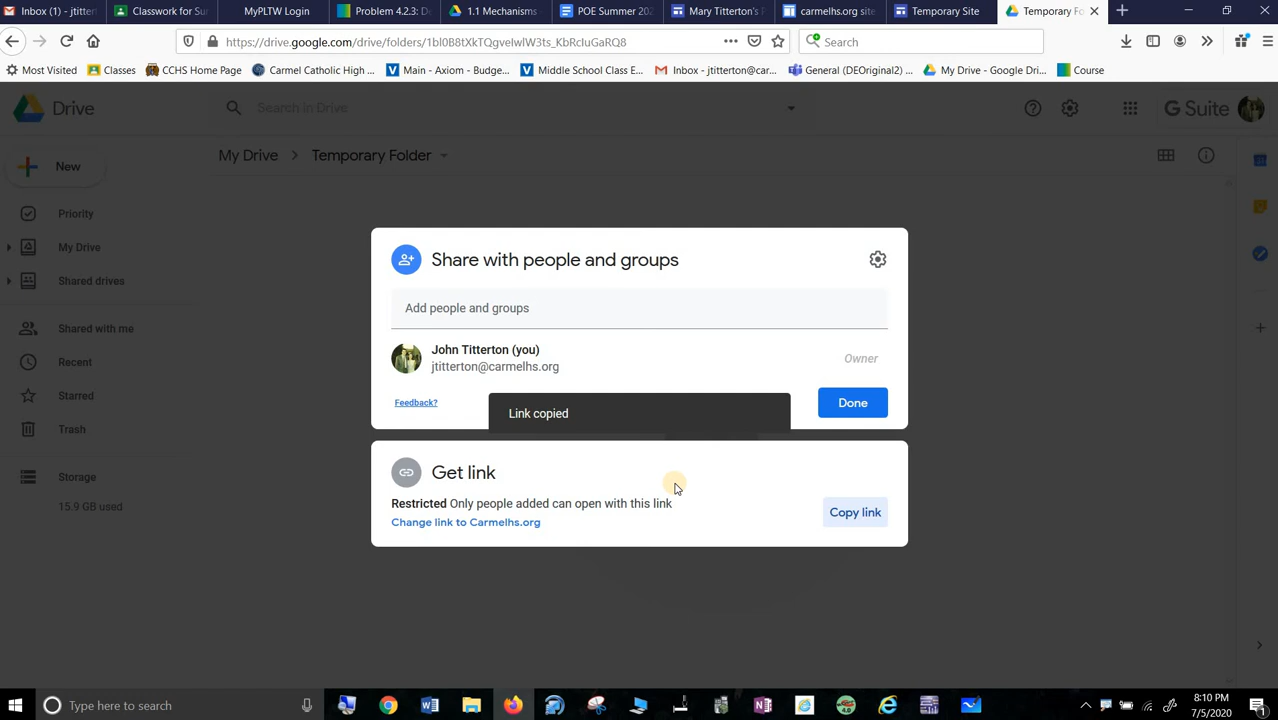 Inbox (1) - jtittert
Classwork for Su
MyPLTW Login
Problem 4.2.3: De
1.1 Mechanisms
POE Summer 202
Mary Titterton's P
carmelhs.org site
Temporary Site
Temporary Fo
https://drive.google.com/drive/folders/1bl0B8tXkTQgveIwlW3ts_KbRcIuGaRQ8
Search
Most Visited
Classes
CCHS Home Page
Carmel Catholic High ...
Main - Axiom - Budge...
Middle School Class E...
Inbox - jtitterton@car...
General (DEOriginal2) ...
My Drive - Google Dri...
Course
Drive
Search in Drive
G Suite
New
My Drive
Temporary Folder
Priority
My Drive
Shared drives
Shared with me
Recent
Starred
Trash
Storage
15.9 GB used
Share with people and groups
Add people and groups
John Titterton (you)
jtitterton@carmelhs.org
Owner
Feedback?
Link copied
Done
Get link
Restricted Only people added can open with this link
Change link to Carmelhs.org
Copy link
Type here to search
8:10 PM
7/5/2020